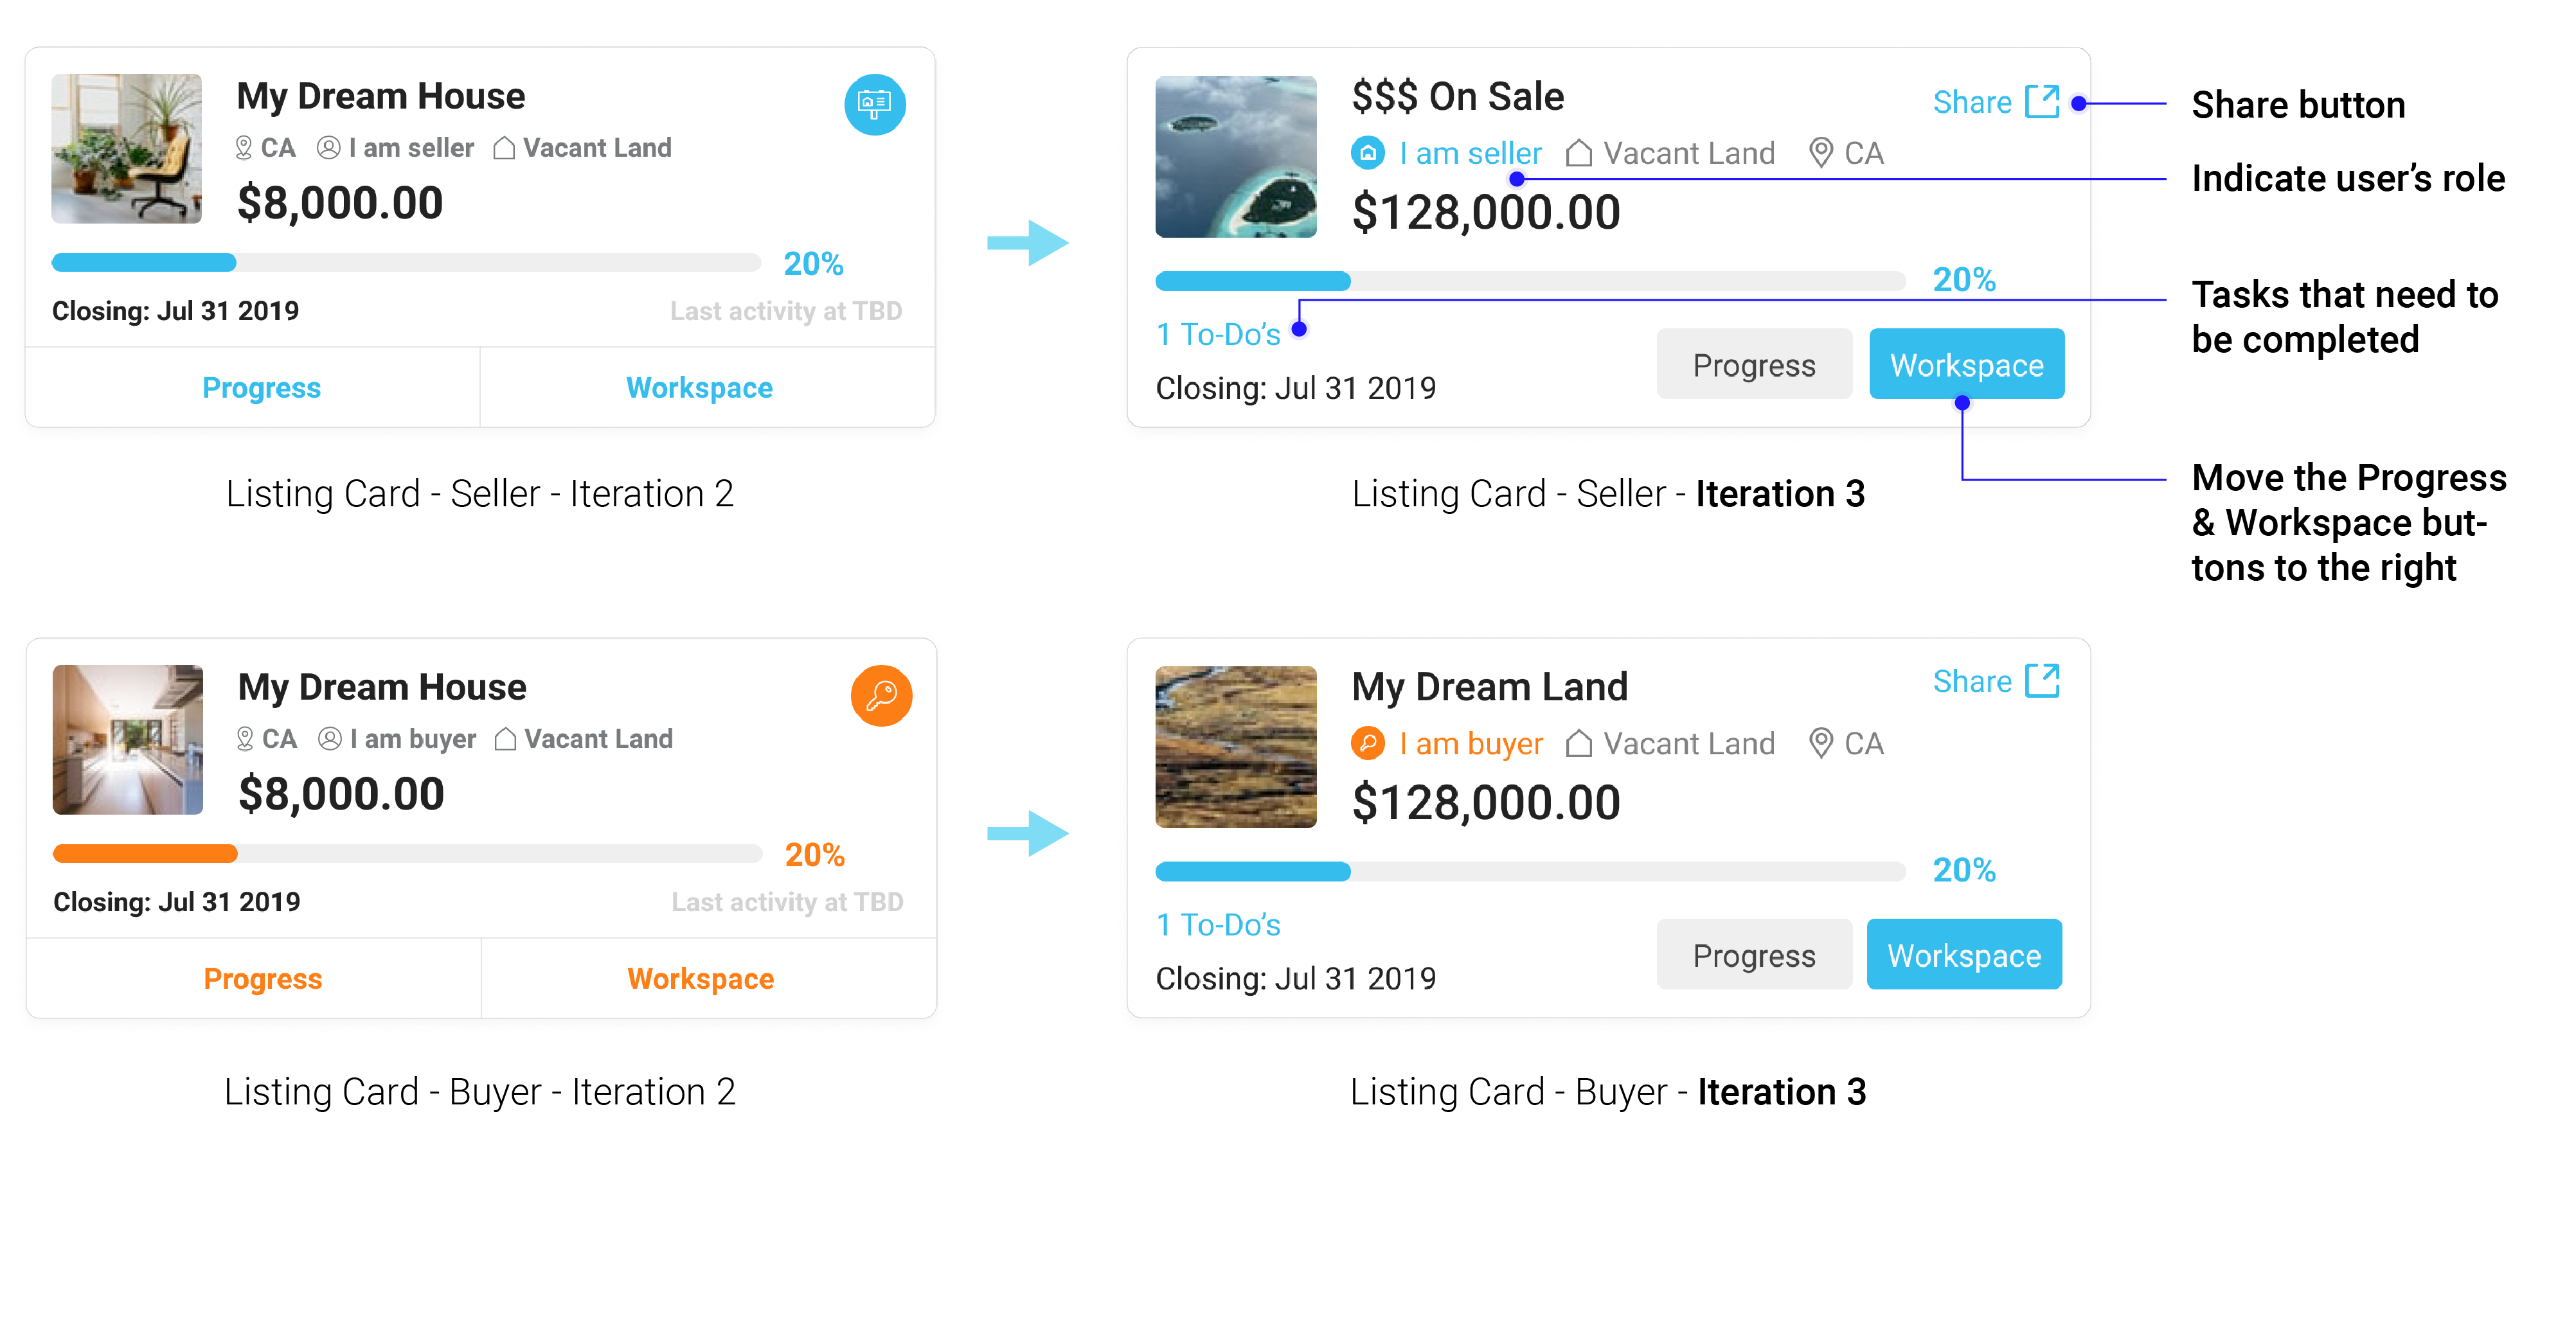 My Dream House
CA I am seller Vacant Land
$8,000.00
20%
Closing: Jul 31 2019 Last activity at TBD
Progress Workspace
Listing Card - Seller - Iteration 2
$$$ On Sale
Share
I am seller Vacant Land CA
$128,000.00
20%
1 To-Do’s
Progress Workspace
Closing: Jul 31 2019
Listing Card - Seller - Iteration 3
Share button
Indicate user’s role
Tasks that need to
be completed
Move the Progress
& Workspace but-
tons to the right
My Dream House
CA I am buyer Vacant Land
$8,000.00
20%
Closing: Jul 31 2019 Last activity at TBD
Progress Workspace
Listing Card - Buyer - Iteration 2
My Dream Land
Share
I am buyer Vacant Land CA
$128,000.00
20%
1 To-Do’s
Progress Workspace
Closing: Jul 31 2019
Listing Card - Buyer - Iteration 3